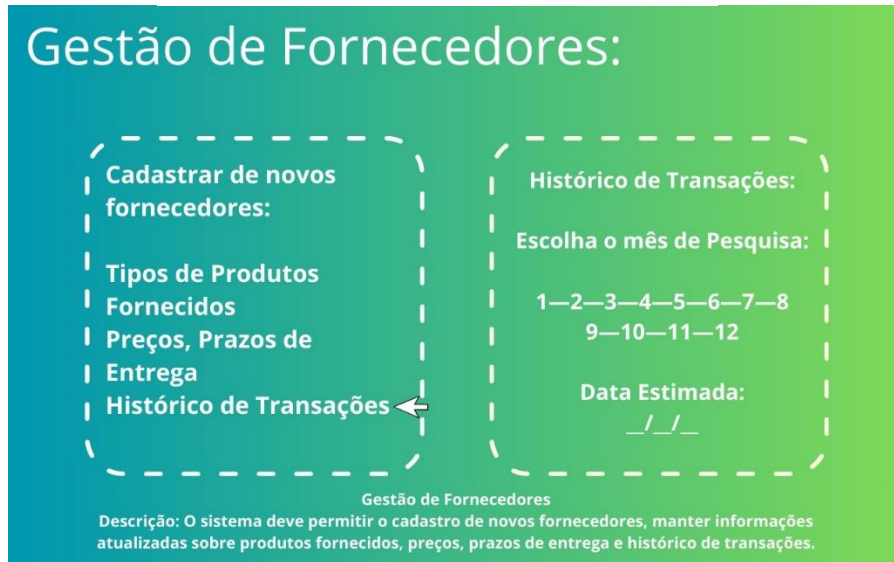 Gestão de Fornecedores:
Cadastrar de novos
fornecedores:
Tipos de Produtos
Fornecidos
Preços, Prazos de
Entrega
Histórico de Transações
Histórico de Transações:
Escolha o mês de Pesquisa:
1—2—3—4—5—6—7—8
9—10—11—12
Data Estimada:
__/__/__
Gestão de Fornecedores
Descrição: O sistema deve permitir o cadastro de novos fornecedores, manter informações
atualizadas sobre produtos fornecidos, preços, prazos de entrega e histórico de transações.